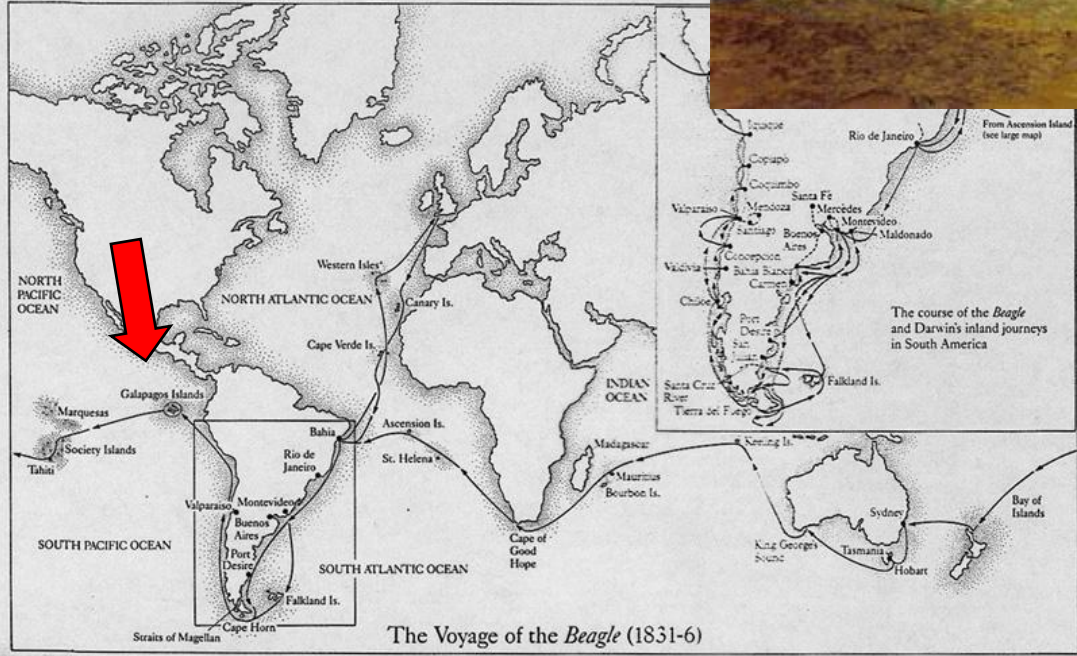 From Ascension Island
(see large map)
Rio de Janeiro
Iquique
Copiapò
Coquimbo
Santa Fè
Mendoza
Mercèdes
Valparaiso
Montevideo
Santiago
Buenos
Aires
Maldonado
Concepcion
Valdivia
Bahia Blanca
Carmen
Chiloe
Port
Desire
San
Julian
The course of the Beagle
and Darwin's inland journeys
in South America
Santa Cruz
River
Falkland Is.
Tierra del Fuego
NORTH
PACIFIC
OCEAN
Western Isles
NORTH ATLANTIC OCEAN
Canary Is.
Cape Verde Is.
INDIAN
OCEAN
Galapagos Islands
Marquesas
Society Islands
Tahiti
Bahia
Ascension Is.
Rio de
Janeiro
St. Helena
Madagascar
Keeling Is.
Mauritius
Bourbon Is.
Valparaiso
Montevideo
Buenos
Aires
Sydney
Bay of
Islands
SOUTH PACIFIC OCEAN
Port
Desire
Cape of
Good
Hope
King George's
Sound
Tasmania
Hobart
SOUTH ATLANTIC OCEAN
Falkland Is.
Straits of Magellan
Cape Horn
The Voyage of the Beagle (1831-6)